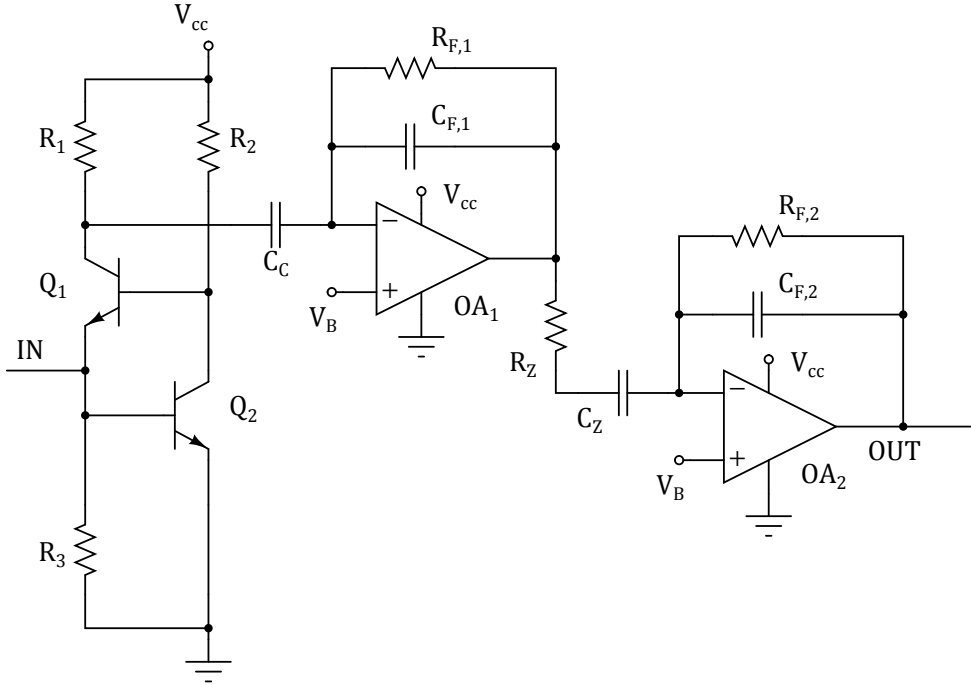 Vcc
RF,1
R1
R2
CF,1
Vcc
CC
Q1
VB
OA1
IN
RZ
Q2
CZ
RF,2
CF,2
Vcc
VB
OA2
OUT
R3